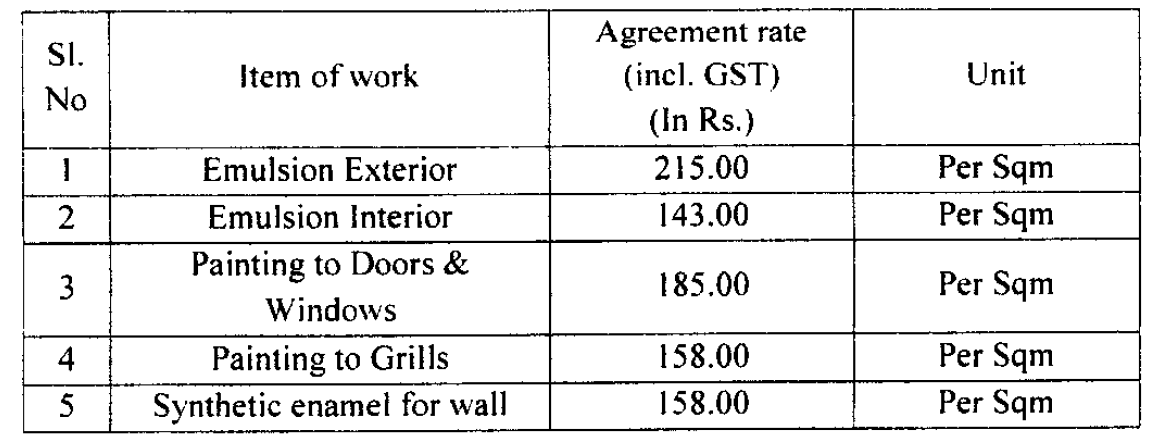 Sl. No Item of work Agreement rate (incl. GST) (In Rs.) Unit
1 Emulsion Exterior 215.00 Per Sqm
2 Emulsion Interior 143.00 Per Sqm
3 Painting to Doors & Windows 185.00 Per Sqm
4 Painting to Grills 158.00 Per Sqm
5 Synthetic enamel for wall 158.00 Per Sqm